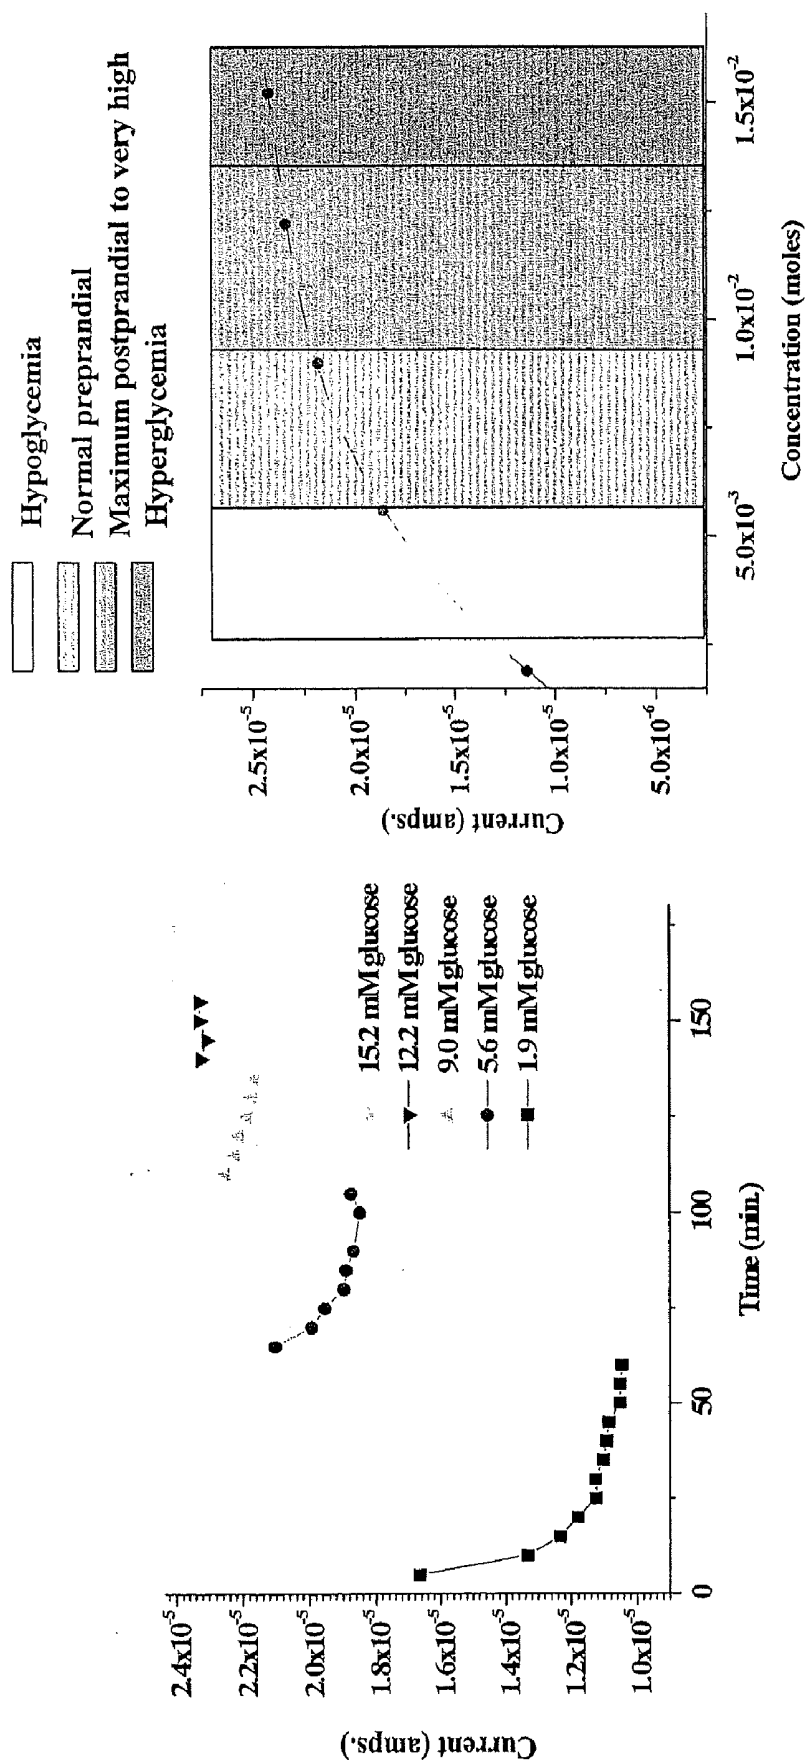 Hypoglycemia
Normal preprandial
Maximum postprandial to very high
Hyperglycemia
2.4x10⁻⁵
2.2x10⁻⁵
2.0x10⁻⁵
1.8x10⁻⁵
1.6x10⁻⁵
1.4x10⁻⁵
1.2x10⁻⁵
1.0x10⁻⁵
Current (amps.)
0
50
100
150
Time (min.)
15.2 mM glucose
12.2 mM glucose
9.0 mM glucose
5.6 mM glucose
1.9 mM glucose
2.5x10⁻⁵
2.0x10⁻⁵
1.5x10⁻⁵
1.0x10⁻⁵
5.0x10⁻⁶
Current (amps.)
5.0x10⁻³
1.0x10⁻²
1.5x10⁻²
Concentration (moles)